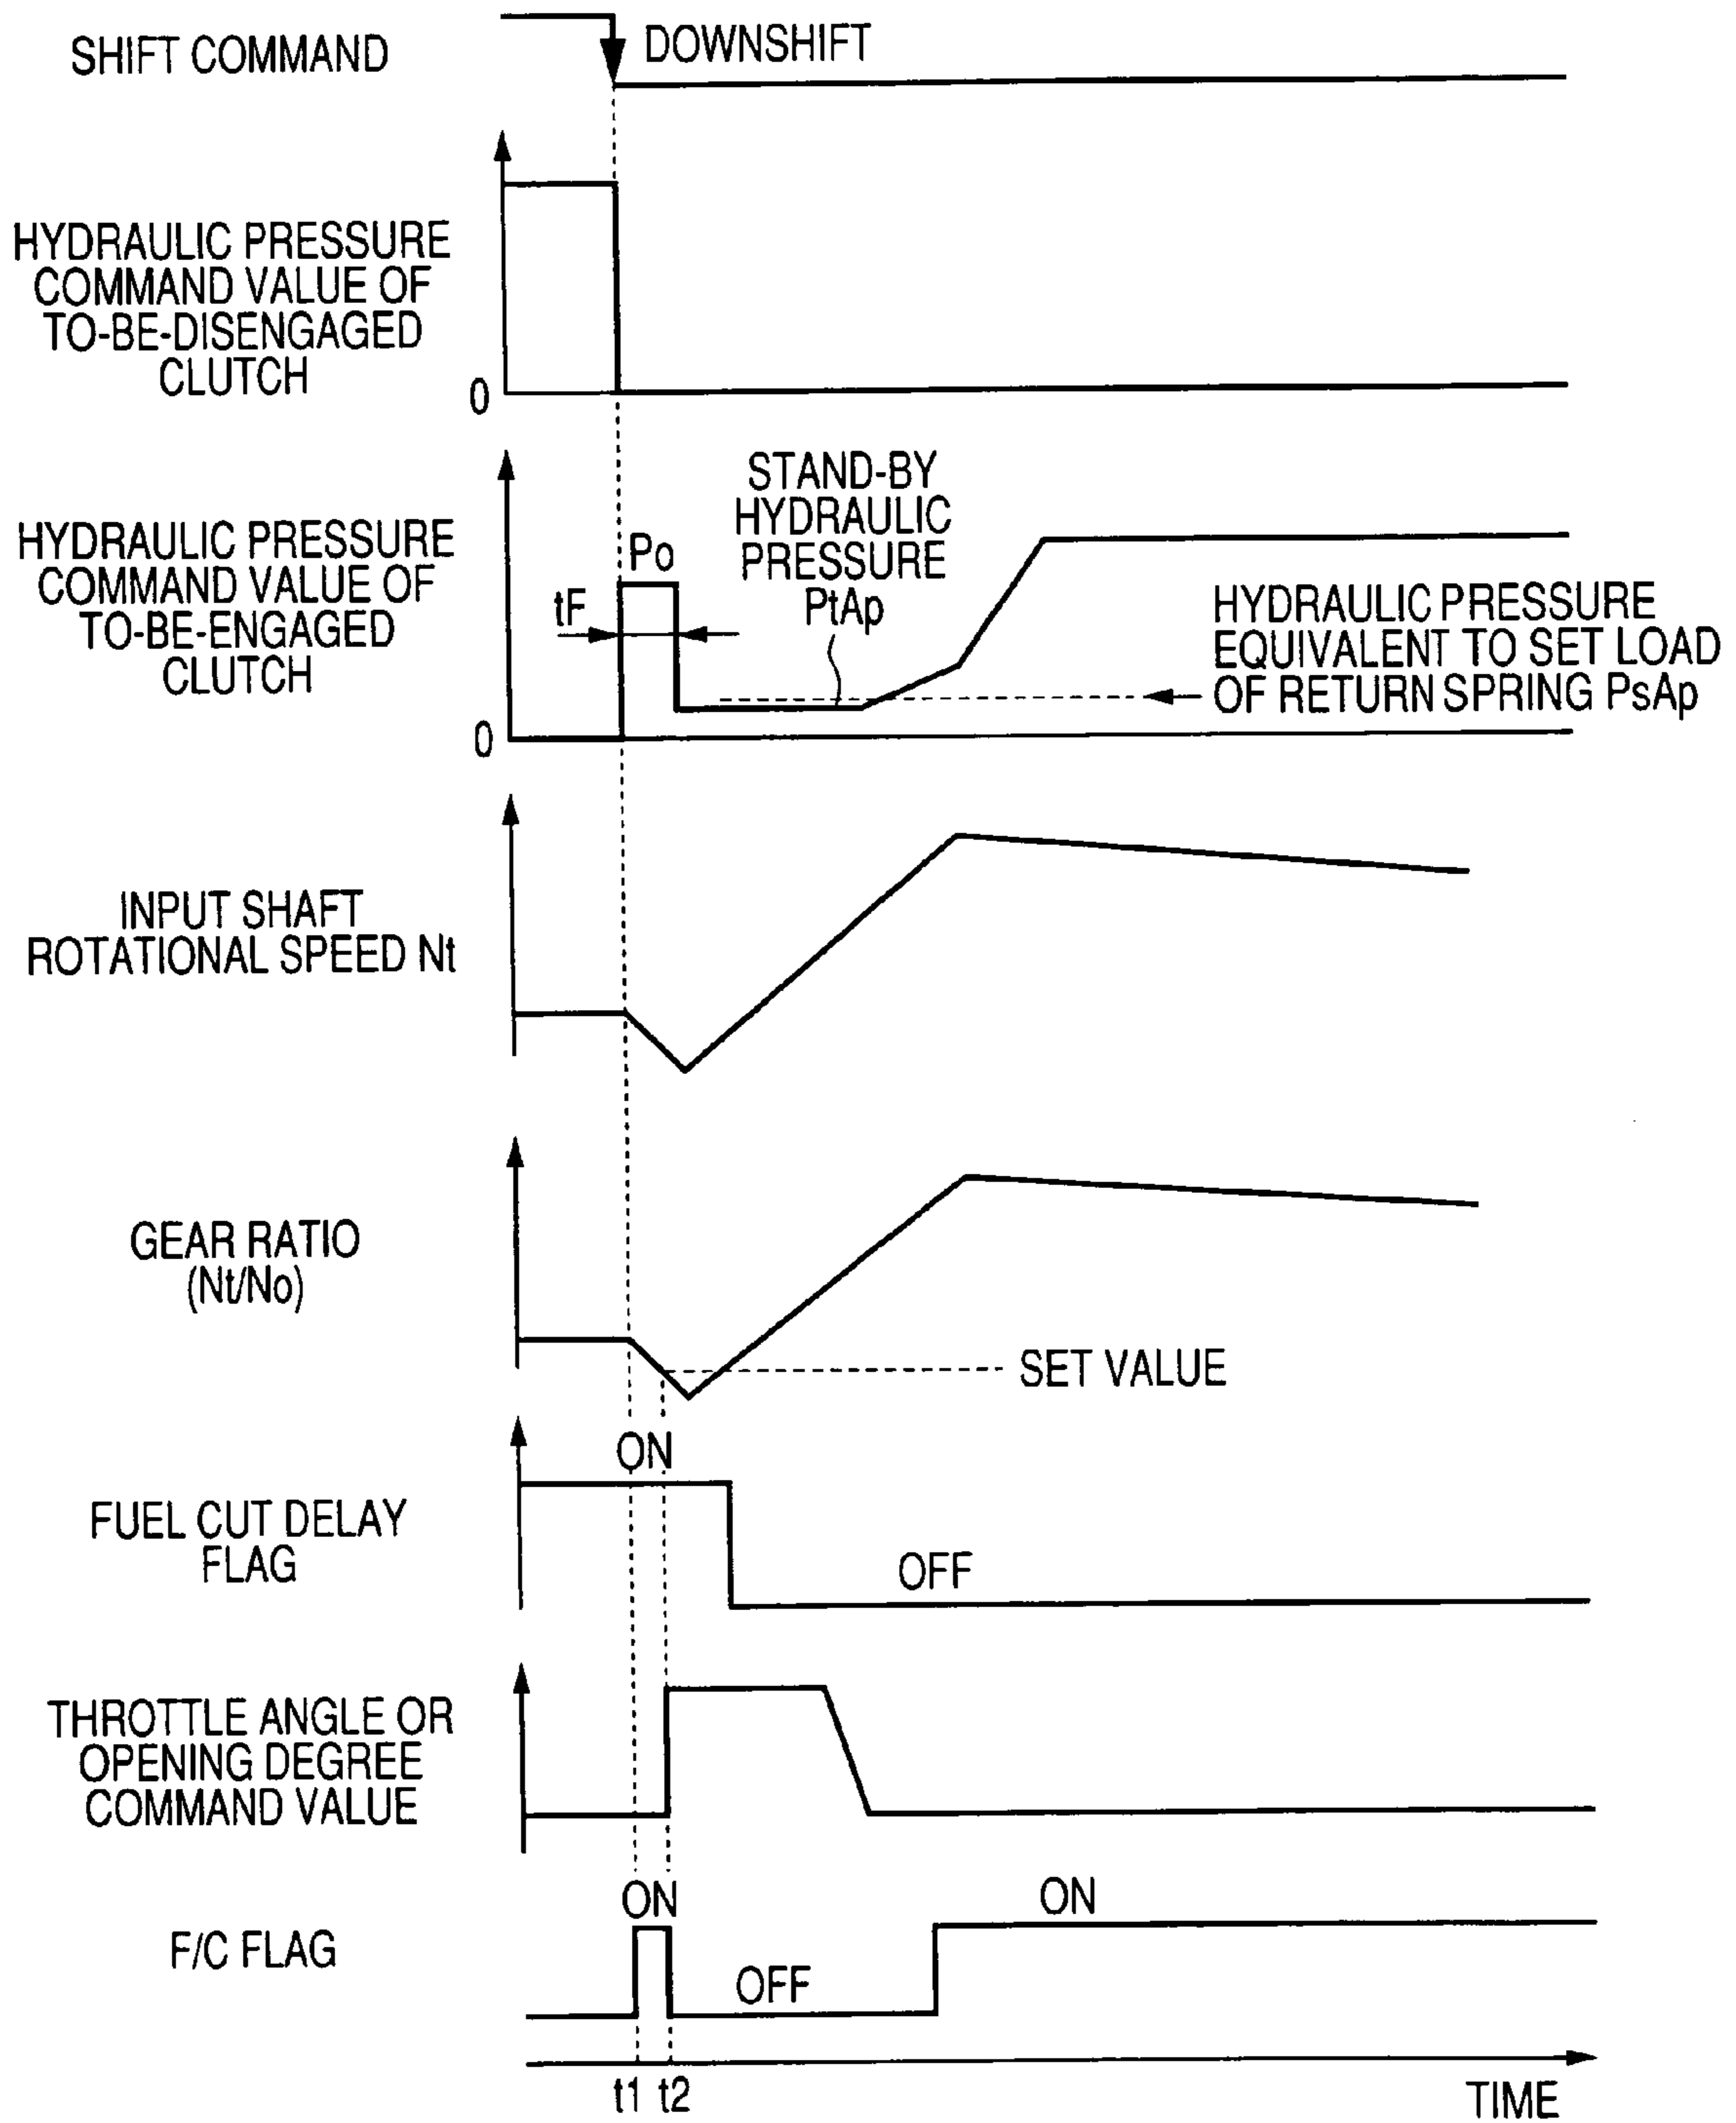 SHIFT COMMAND
DOWNSHIFT
HYDRAULIC PRESSURE
COMMAND VALUE OF
TO-BE-DISENGAGED
CLUTCH
0
HYDRAULIC PRESSURE
COMMAND VALUE OF
TO-BE-ENGAGED
CLUTCH
0
tF
Po
STAND-BY
HYDRAULIC
PRESSURE
PtAp
HYDRAULIC PRESSURE
EQUIVALENT TO SET LOAD
OF RETURN SPRING PsAp
INPUT SHAFT
ROTATIONAL SPEED Nt
GEAR RATIO
(Nt/No)
SET VALUE
FUEL CUT DELAY
FLAG
ON
OFF
THROTTLE ANGLE OR
OPENING DEGREE
COMMAND VALUE
F/C FLAG
ON
OFF
ON
t1 t2
TIME